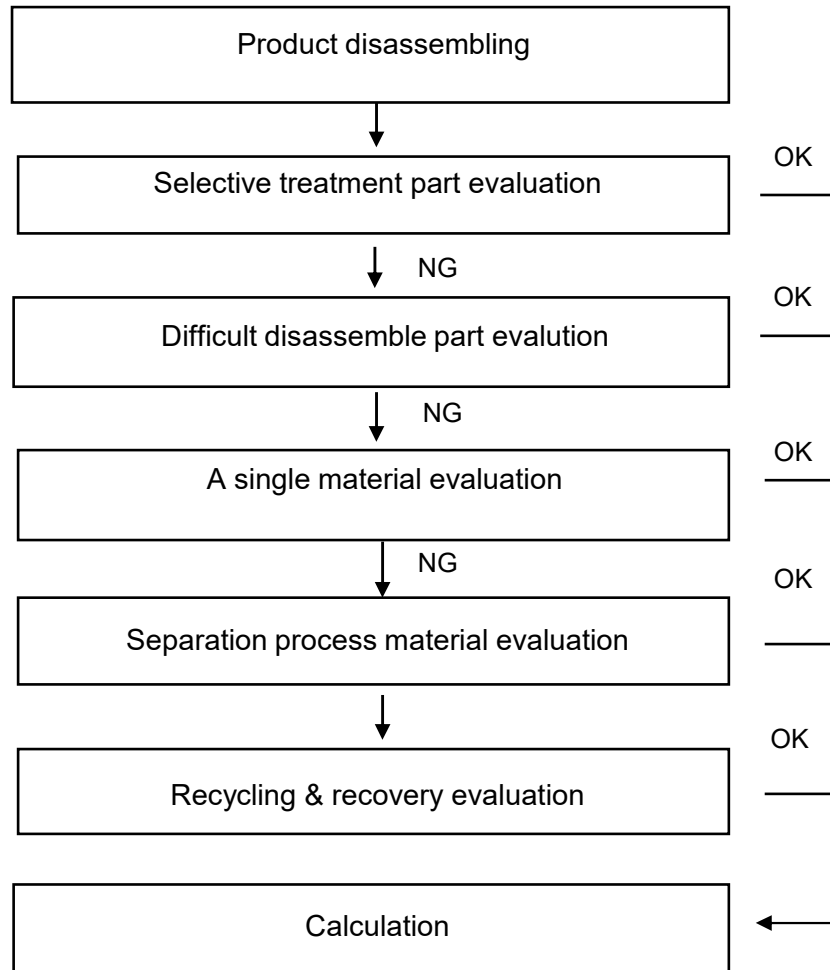 Product disassembling
OK
Selective treatment part evaluation
NG
OK
Difficult disassemble part evalution
NG
OK
A single material evaluation
NG
OK
Separation process material evaluation
OK
Recycling & recovery evaluation
Calculation